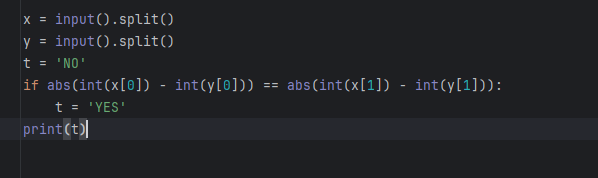 x = input().split()
y = input().split()
t = 'NO'
if abs(int(x[0]) - int(y[0])) == abs(int(x[1]) - int(y[1])):
    t = 'YES'
print(t)